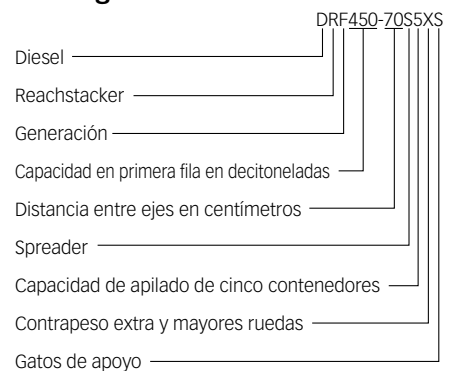 DRF450-70S5XS
Diesel
Reachstacker
Generación
Capacidad en primera fila en decitoneladas
Distancia entre ejes en centímetros
Spreader
Capacidad de apilado de cinco contenedores
Contrapeso extra y mayores ruedas
Gatos de apoyo